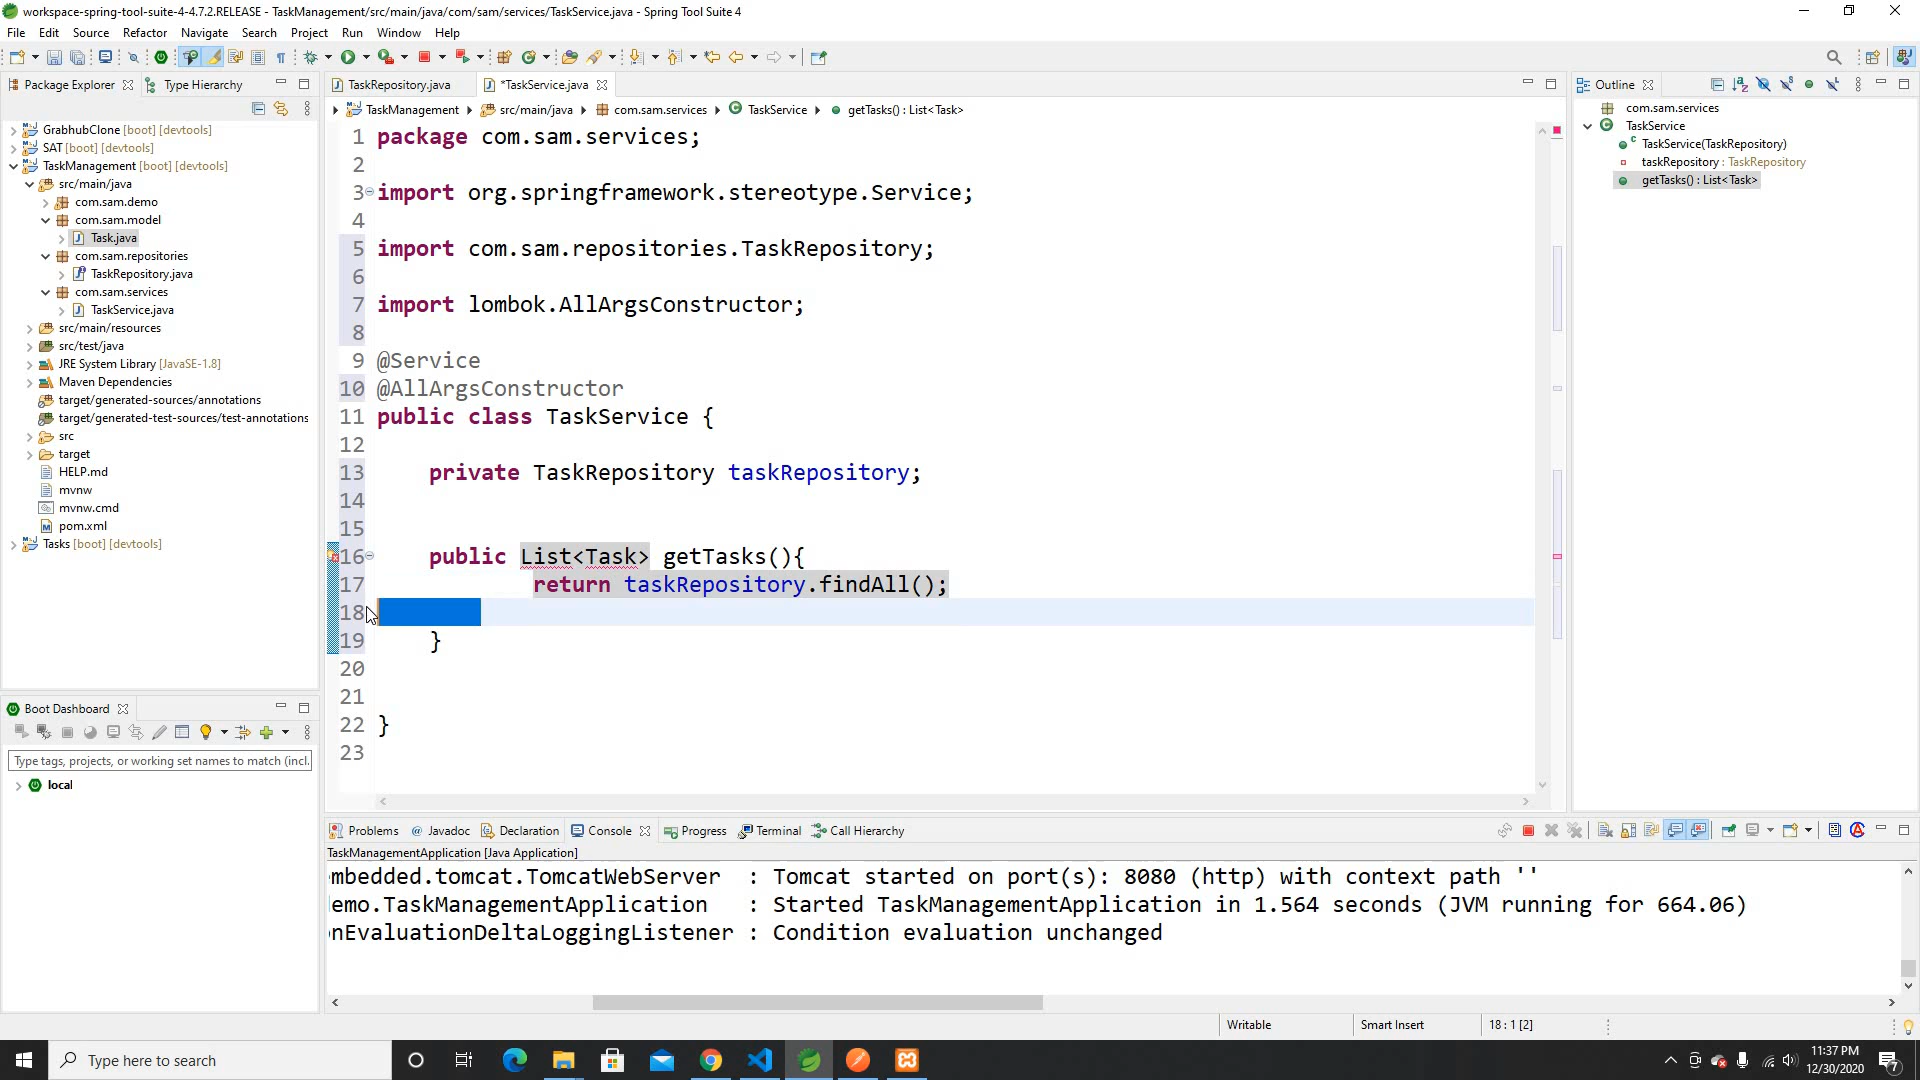 workspace-spring-tool-suite-4-4.7.2.RELEASE - TaskManagement/src/main/java/com/sam/services/TaskService.java - Spring Tool Suite 4
File Edit Source Refactor Navigate Search Project Run Window Help
Package Explorer Type Hierarchy
TaskRepository.java *TaskService.java
Outline
TaskManagement src/main/java com.sam.services TaskService getTasks() : List<Task>
GrabhubClone [boot] [devtools]
SAT [boot] [devtools]
TaskManagement [boot] [devtools]
src/main/java
com.sam.demo
com.sam.model
Task.java
com.sam.repositories
TaskRepository.java
com.sam.services
TaskService.java
src/main/resources
src/test/java
JRE System Library [JavaSE-1.8]
Maven Dependencies
target/generated-sources/annotations
target/generated-test-sources/test-annotations
src
target
HELP.md
mvnw
mvnw.cmd
pom.xml
Tasks [boot] [devtools]
1 package com.sam.services;
2
3 import org.springframework.stereotype.Service;
4
5 import com.sam.repositories.TaskRepository;
6
7 import lombok.AllArgsConstructor;
8
9 @Service
10 @AllArgsConstructor
11 public class TaskService {
12
13 private TaskRepository taskRepository;
14
15
16 public List<Task> getTasks(){
17 return taskRepository.findAll();
18
19 }
20
21
22 }
23
com.sam.services
TaskService
TaskService(TaskRepository)
taskRepository : TaskRepository
getTasks() : List<Task>
Boot Dashboard
Type tags, projects, or working set names to match (incl.
local
Problems Javadoc Declaration Console Progress Terminal Call Hierarchy
TaskManagementApplication [Java Application]
mbedded.tomcat.TomcatWebServer : Tomcat started on port(s): 8080 (http) with context path ''
emo.TaskManagementApplication : Started TaskManagementApplication in 1.564 seconds (JVM running for 664.06)
onEvaluationDeltaLoggingListener : Condition evaluation unchanged
Writable Smart Insert 18 : 1 [2]
Type here to search
11:37 PM
12/30/2020
7